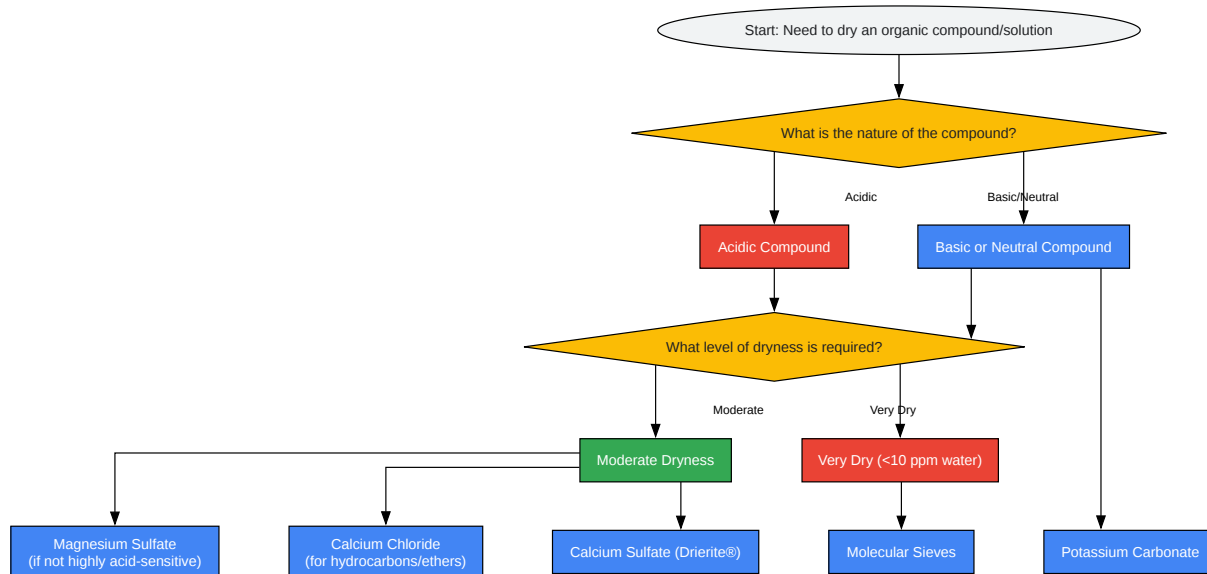 Start: Need to dry an organic compound/solution
What is the nature of the compound?
Acidic
Basic/Neutral
Acidic Compound
Basic or Neutral Compound
What level of dryness is required?
Moderate
Very Dry
Moderate Dryness
Very Dry (<10 ppm water)
Magnesium Sulfate
(if not highly acid-sensitive)
Calcium Chloride
(for hydrocarbons/ethers)
Calcium Sulfate (Drierite®)
Molecular Sieves
Potassium Carbonate